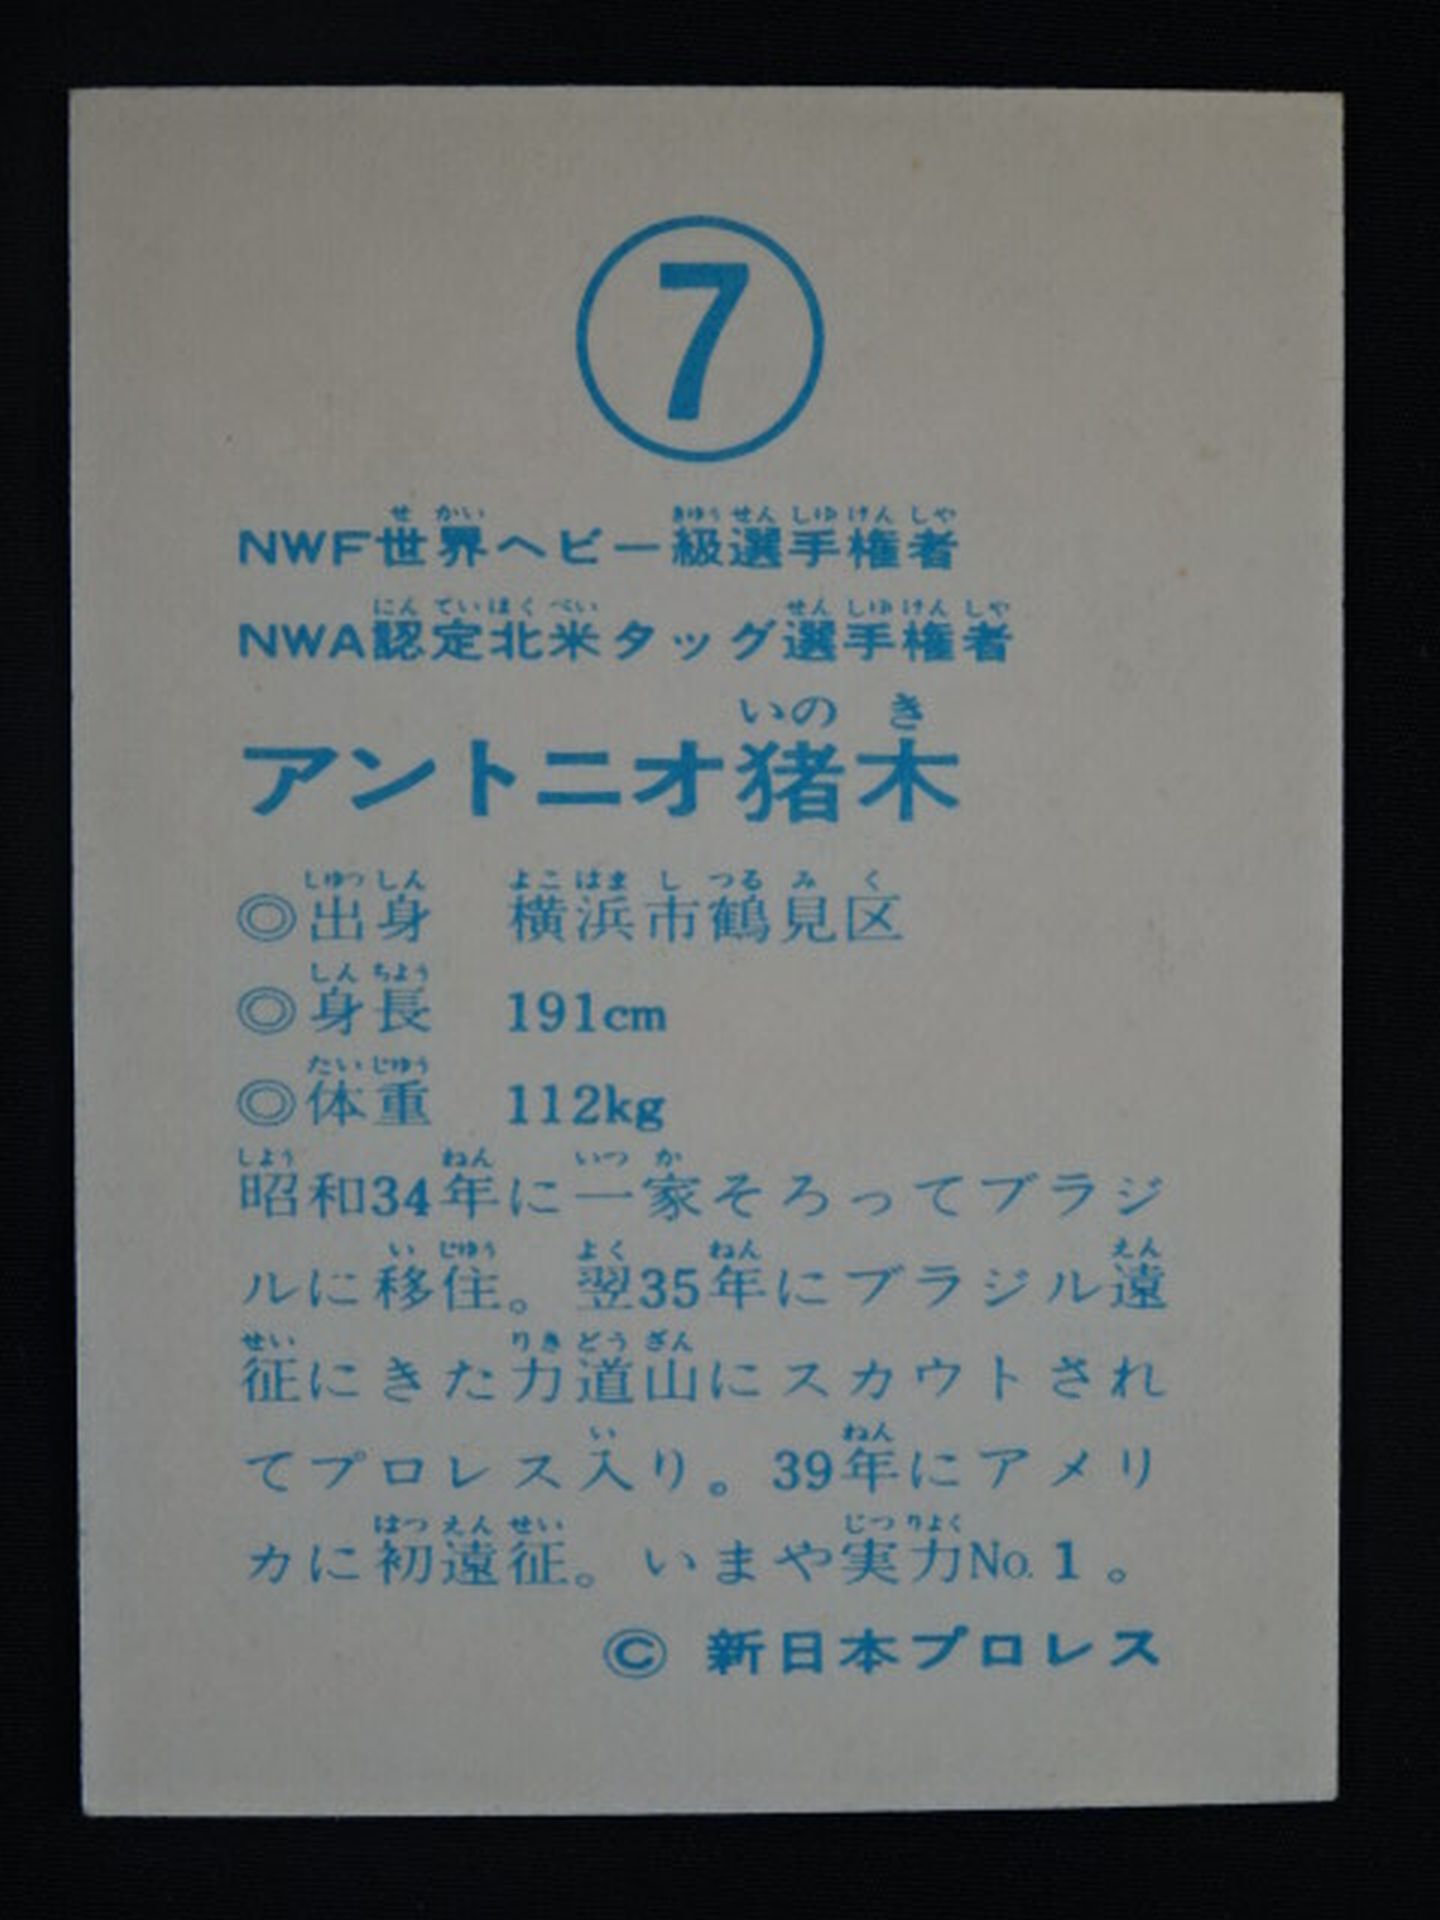 7
NWF世界ヘビー級選手権者
NWA認定北米タッグ選手権者
アントニオ猪木
◎出身 横浜市鶴見区
◎身長 191cm
◎体重 112kg
昭和34年に一家そろってブラジ
ルに移住。翌35年にブラジル遠
征にきた力道山にスカウトされ
てプロレス入り。39年にアメリ
カに初遠征。いまや実力No.1。
© 新日本プロレス